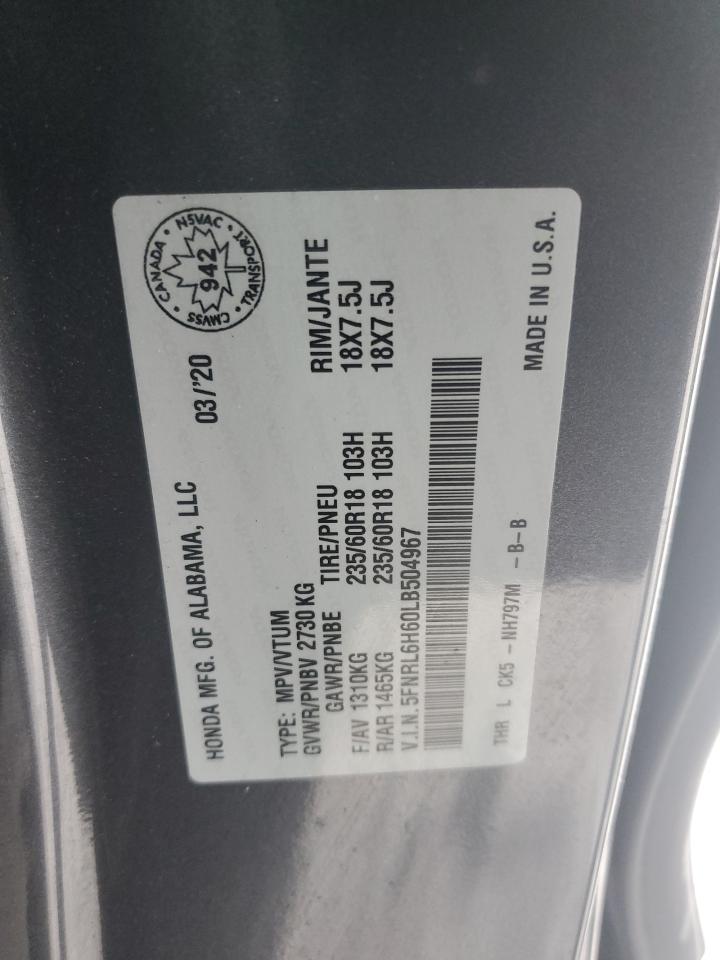 HONDA MFG. OF ALABAMA, LLC 03/'20
CANADA • NSVAC • TRANSPORT • CMVSS •
942
TYPE: MPV/VTUM
GVWR/PNBV 2730 KG
GAWR/PNBE TIRE/PNEU RIM/JANTE
F/AV 1310KG 235/60R18 103H 18X7.5J
R/AR 1465KG 235/60R18 103H 18X7.5J
V.I.N. 5FNRL6H60LB504967
THR L CK5 -NH797M -B-B MADE IN U.S.A.